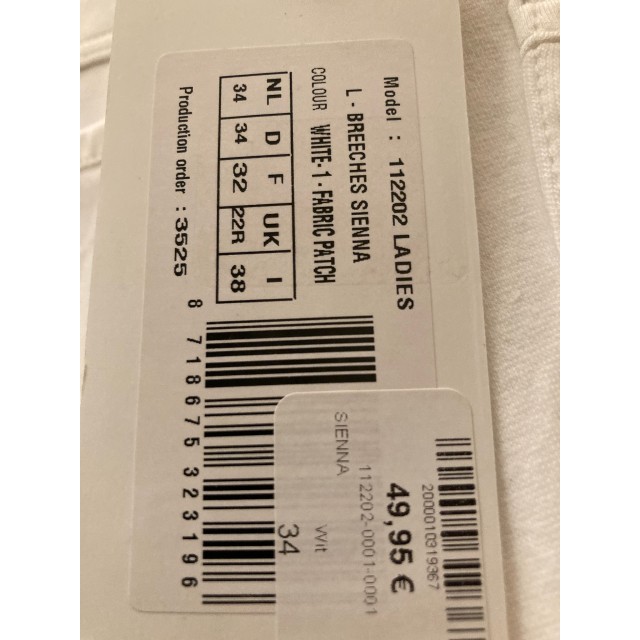 Model : 112202 LADIES
L - BREECHES SIENNA
COLOUR WHITE-1-FABRIC PATCH
NL D F UK I
34 34 32 22R 38
Production order : 3525
8 718675 323196
2000010319367
49,95 €
112202-0001-0001
SIENNA Wit
34